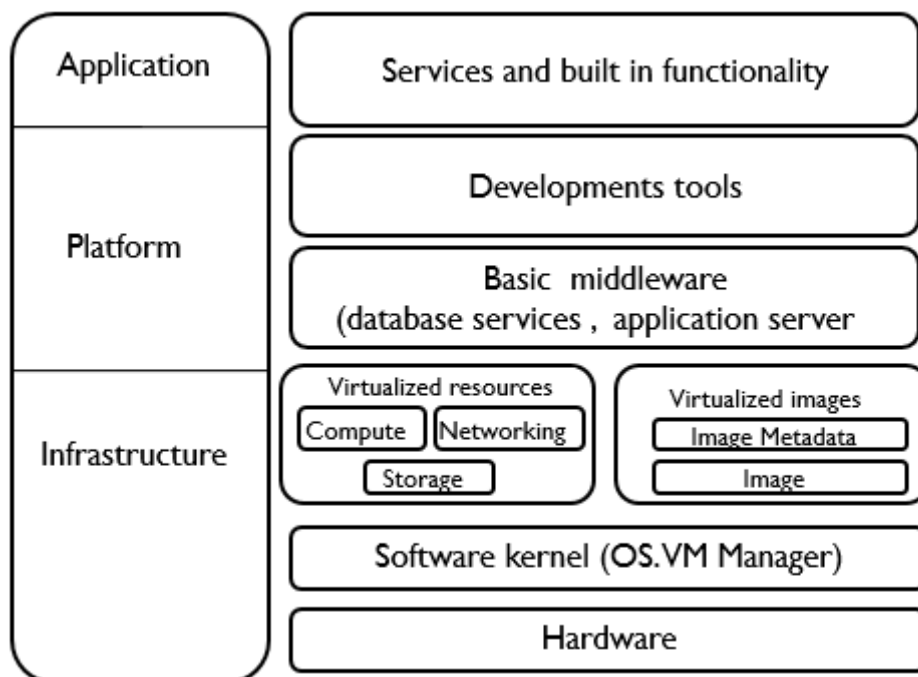 Application
Services and built in functionality
Developments tools
Platform
Basic middleware
(database services , application server
Infrastructure
Virtualized resources
Compute
Networking
Storage
Virtualized images
Image Metadata
Image
Software kernel (OS.VM Manager)
Hardware